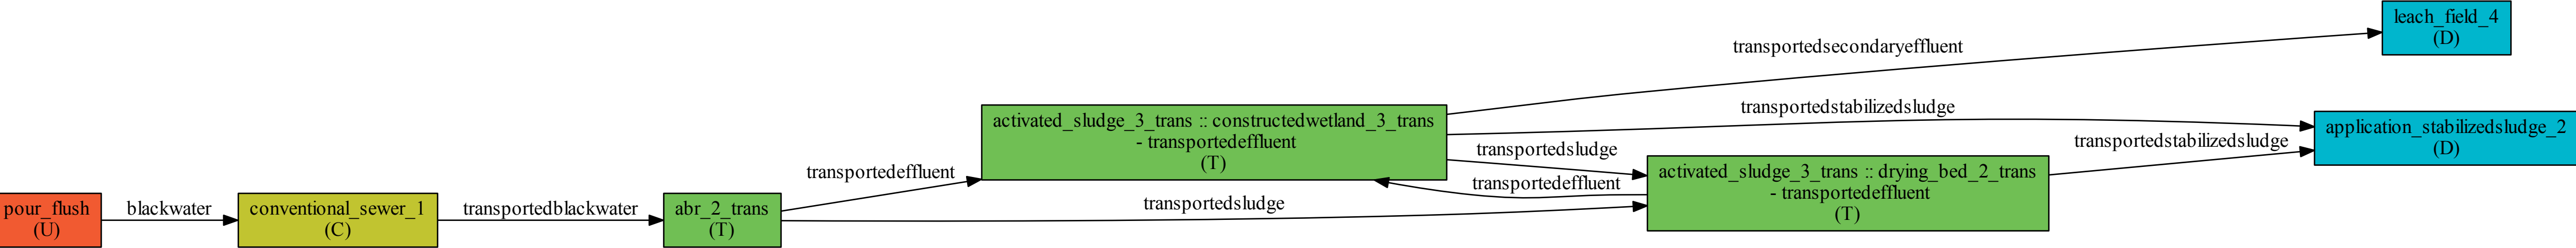 pour_flush
(U)
blackwater
conventional_sewer_1
(C)
transportedblackwater
abr_2_trans
(T)
transportedeffluent
transportedsludge
activated_sludge_3_trans :: constructedwetland_3_trans
- transportedeffluent
(T)
transportedsecondaryeffluent
transportedstabilizedsludge
transportedsludge
transportedeffluent
activated_sludge_3_trans :: drying_bed_2_trans
- transportedeffluent
(T)
transportedstabilizedsludge
leach_field_4
(D)
application_stabilizedsludge_2
(D)